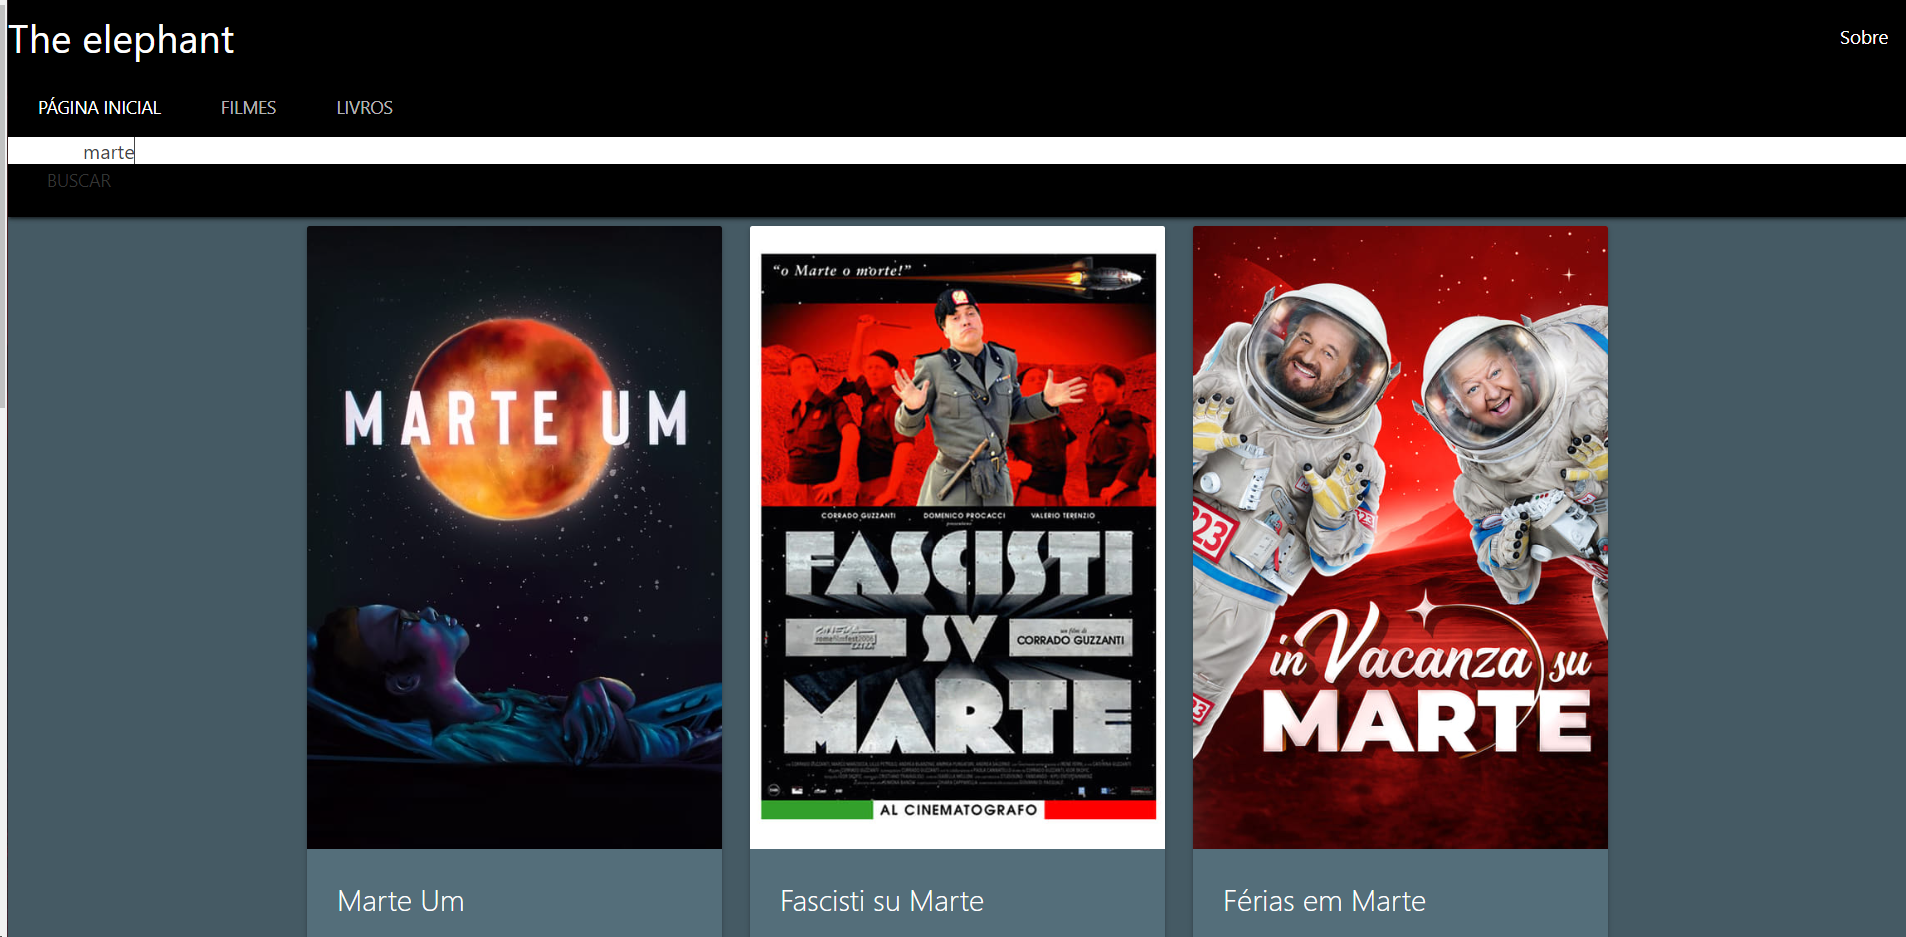 The elephant
Sobre
PÁGINA INICIAL FILMES LIVROS
marte
BUSCAR
MARTE UM
“o Marte o morte!”
CORRADO GUZZANTI DOMENICO PROCACCI VALERIO TERENZIO
FASCISTI
SV
un film di
CORRADO GUZZANTI
MARTE
AL CINEMATOGRAFO
923
in Vacanza su
MARTE
Marte Um
Fascisti su Marte
Férias em Marte